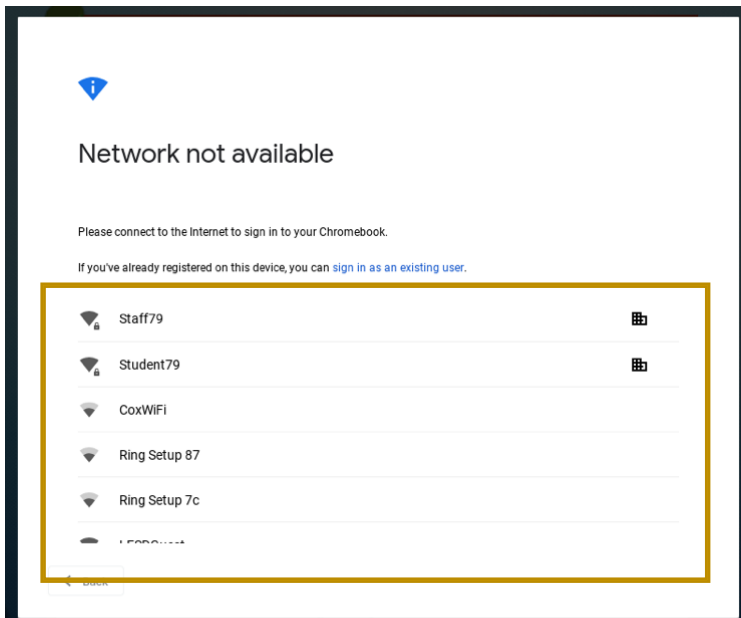 Network not available
Please connect to the Internet to sign in to your Chromebook.
If you've already registered on this device, you can sign in as an existing user.
Staff79
Student79
CoxWiFi
Ring Setup 87
Ring Setup 7c
Back